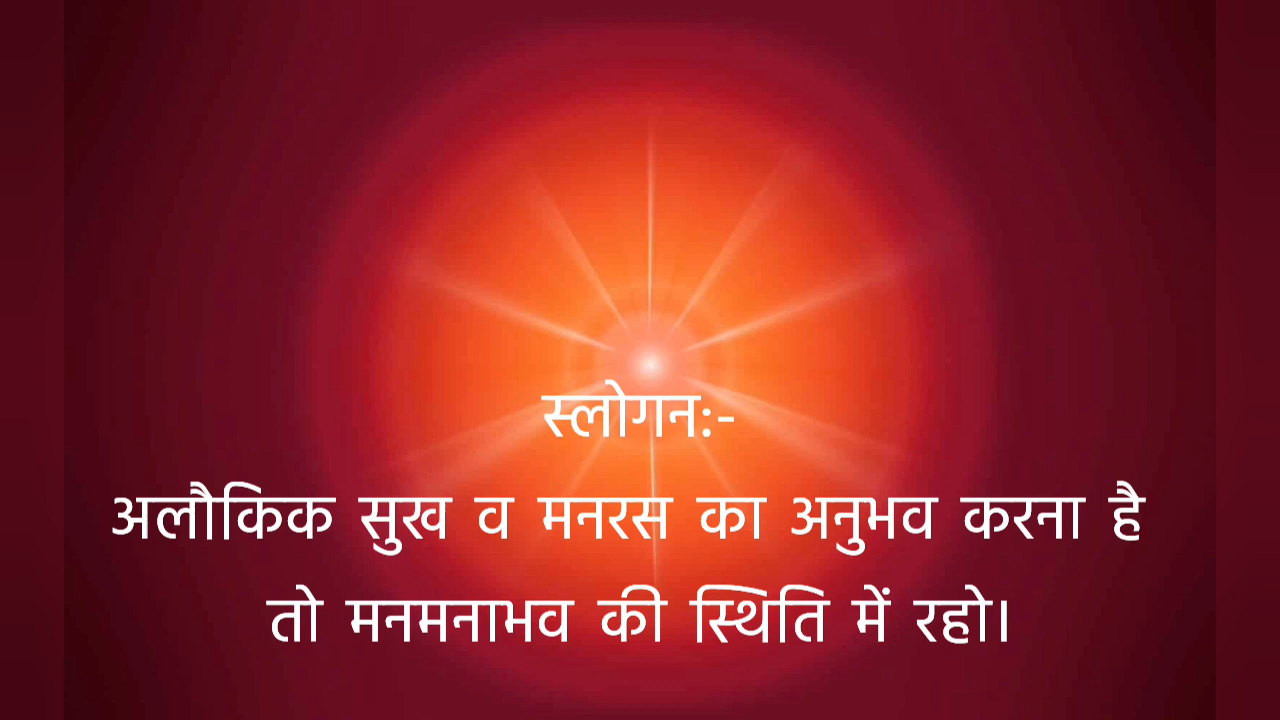 स्लोगन:-
अलौकिक सुख व मनरस का अनुभव करना है
तो मनमनाभव की स्थिति में रहो।